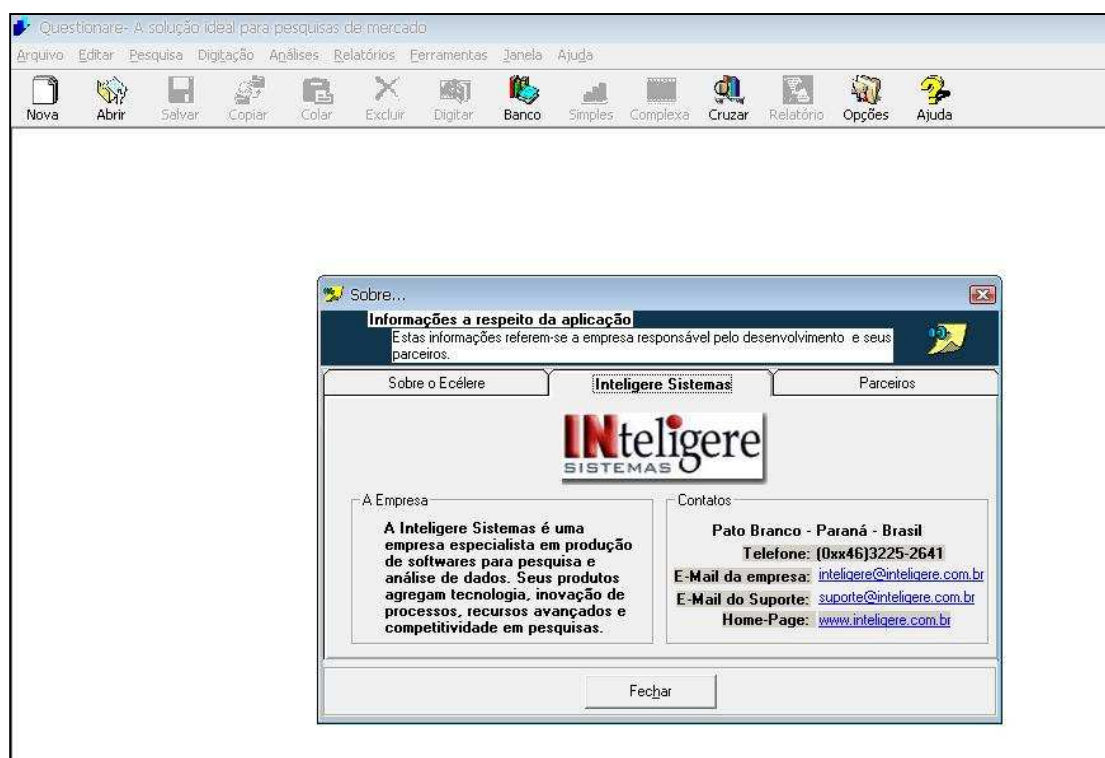 Questionare- A solução ideal para pesquisas de mercado
Arquivo Editar Pesquisa Digitação Análises Relatórios Ferramentas Janela Ajuda
Nova Abrir Salvar Copiar Colar Excluir Digitar Banco Simples Complexa Cruzar Relatório Opções Ajuda
Sobre...
Informações a respeito da aplicação
Estas informações referem-se a empresa responsável pelo desenvolvimento e seus
parceiros.
Sobre o Ecélere Inteligere Sistemas Parceiros
INteligere
SISTEMAS
A Empresa
A Inteligere Sistemas é uma
empresa especialista em produção
de softwares para pesquisa e
análise de dados. Seus produtos
agregam tecnologia, inovação de
processos, recursos avançados e
competitividade em pesquisas.
Contatos
Pato Branco - Paraná - Brasil
Telefone: (0xx46)3225-2641
E-Mail da empresa: inteligere@inteligere.com.br
E-Mail do Suporte: suporte@inteligere.com.br
Home-Page: www.inteligere.com.br
Fechar